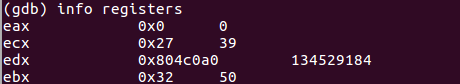 (gdb) info registers
eax 0x0 0
ecx 0x27 39
edx 0x804c0a0 134529184
ebx 0x32 50